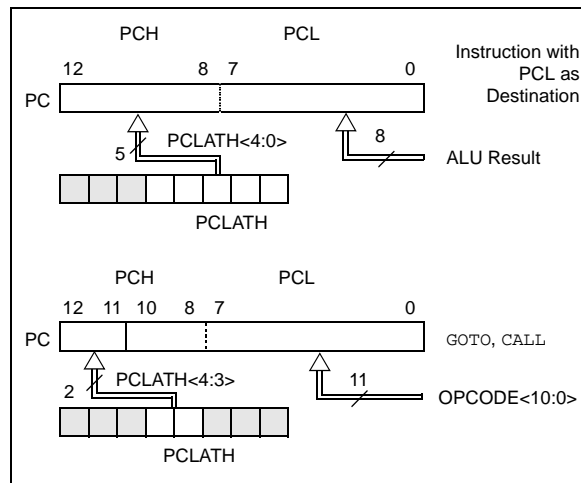 PCH PCL
12 8 7 0
Instruction with
PCL as
Destination
PC
5 PCLATH<4:0>
8
ALU Result
PCLATH
PCH PCL
12 11 10 8 7 0
PC
GOTO, CALL
2 PCLATH<4:3>
11
OPCODE<10:0>
PCLATH